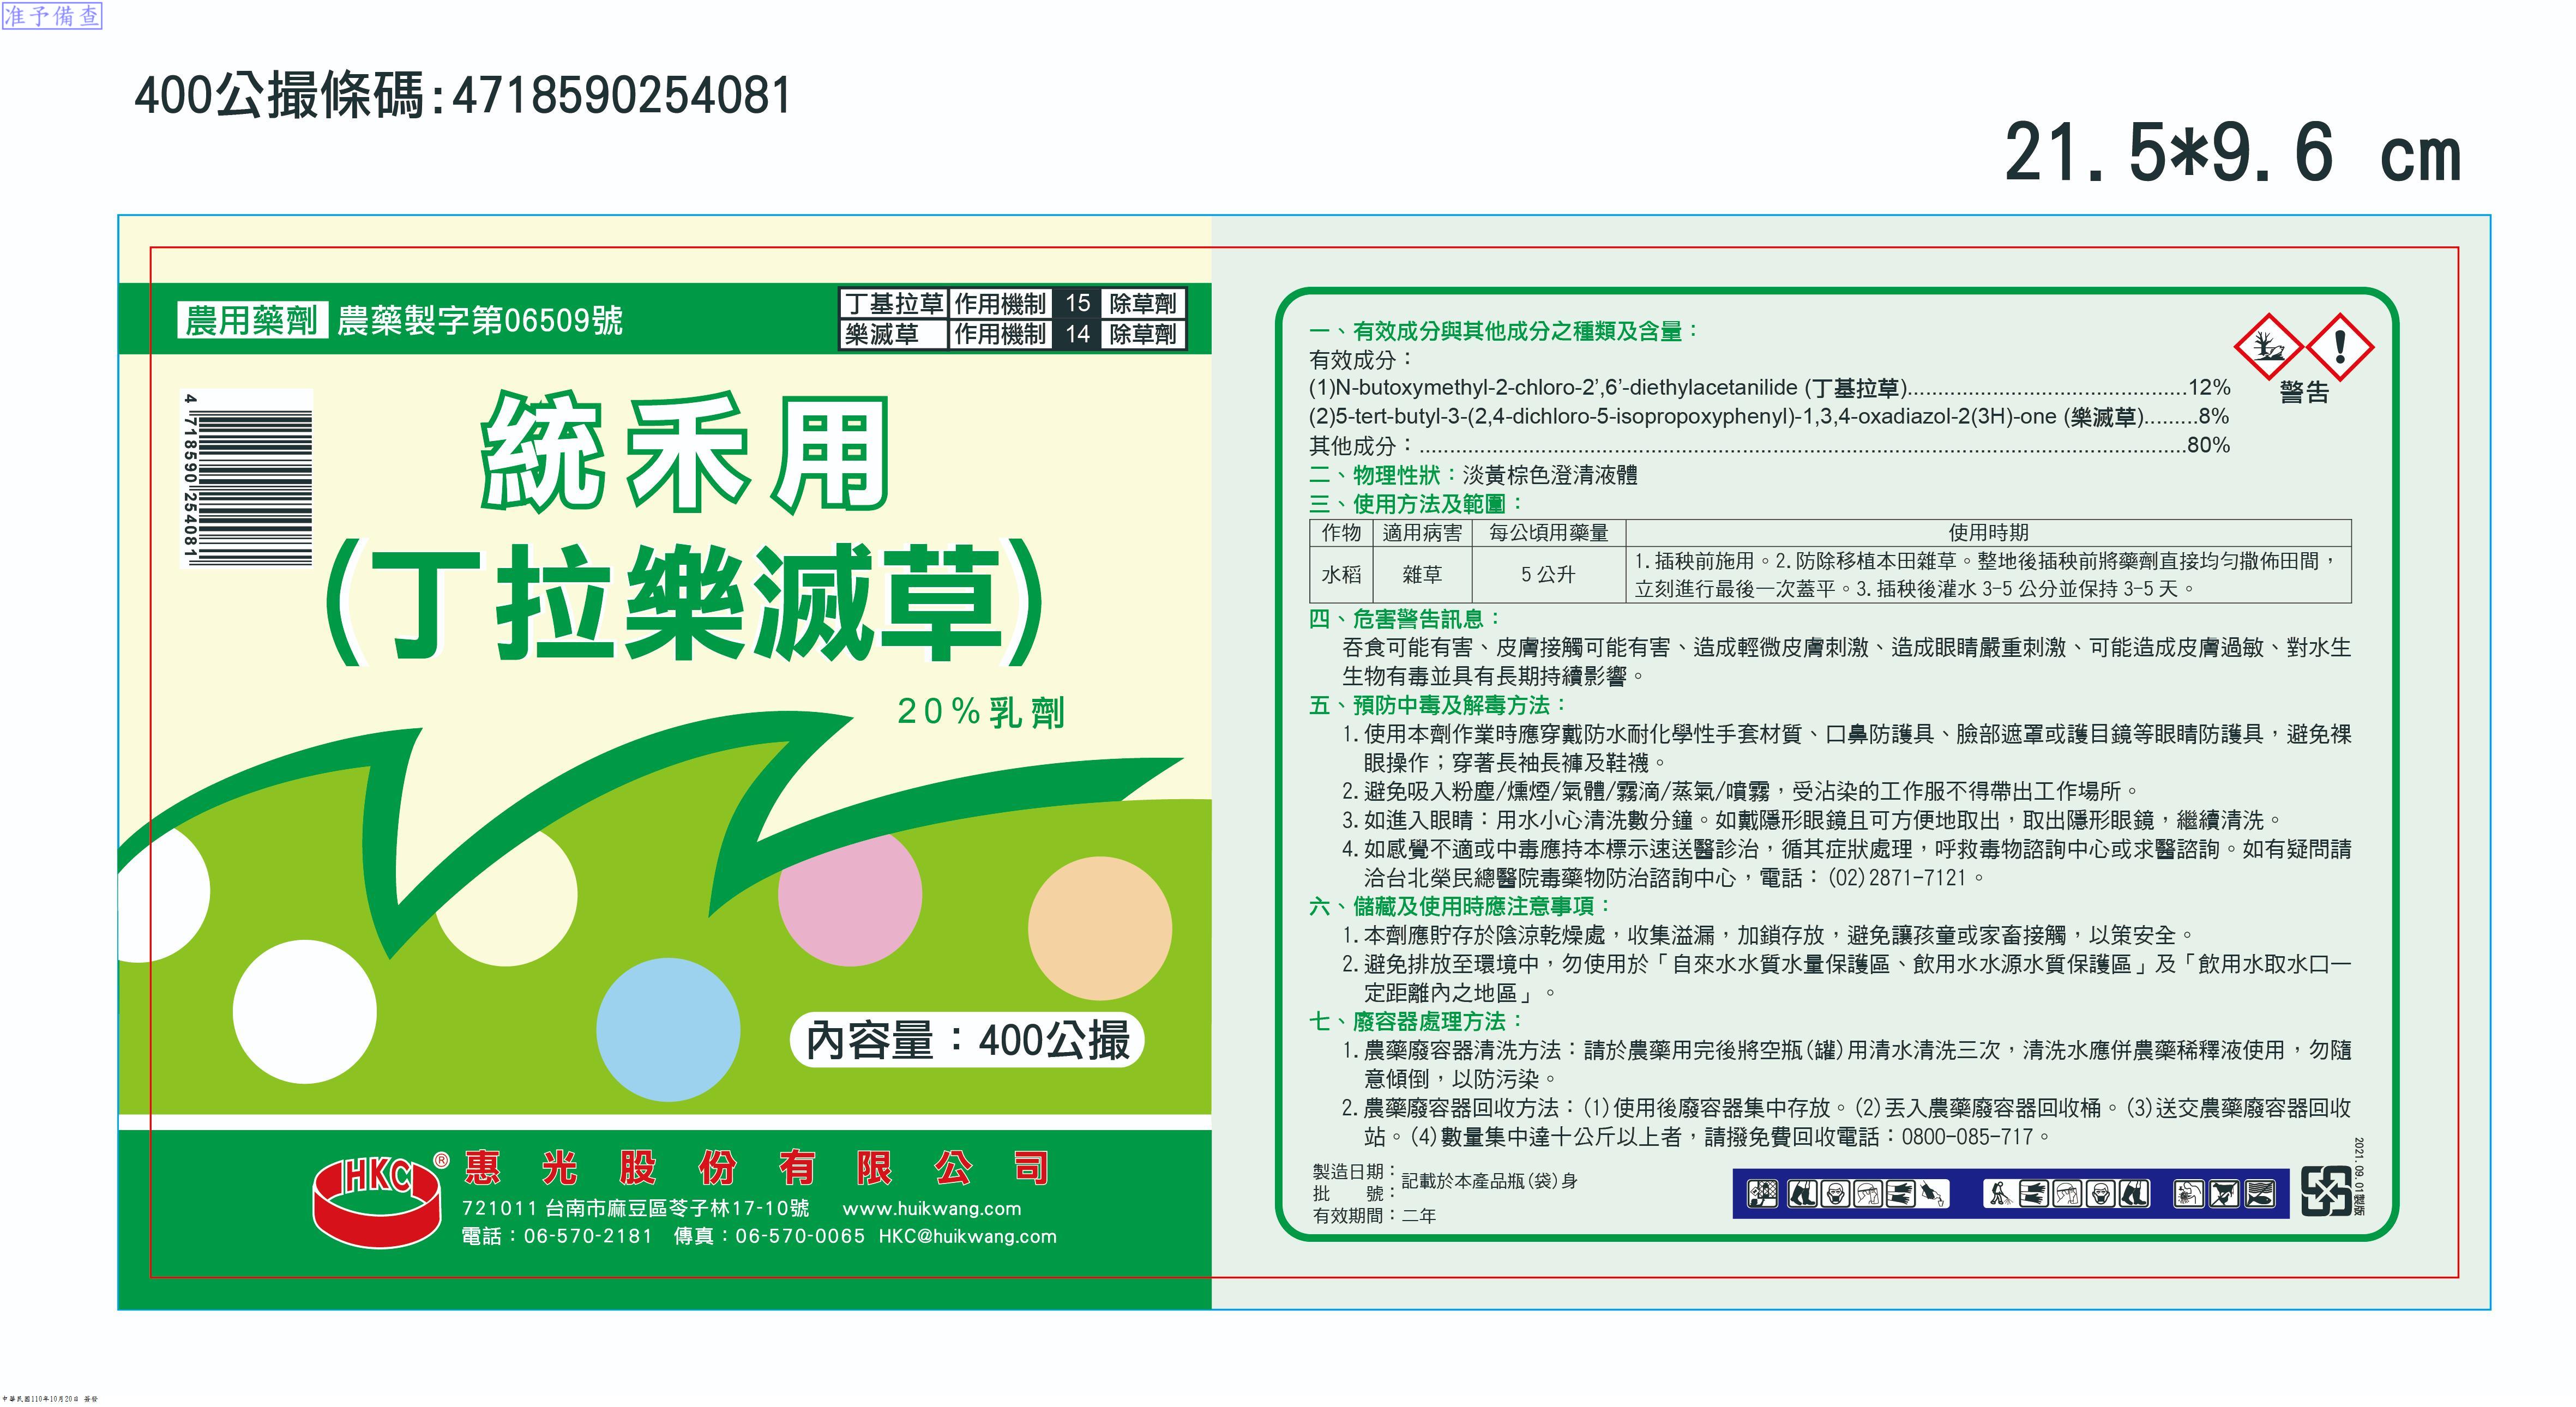 准予備查
400公撮條碼:4718590254081
21.5*9.6 cm
農用藥劑 農藥製字第06509號
丁基拉草 作用機制 15 除草劑
樂滅草 作用機制 14 除草劑
4 718590 254081
統禾用
(丁拉樂滅草)
20%乳劑
內容量：400公撮
HKC®
惠光股份有限公司
721011 台南市麻豆區苓子林17-10號 www.huikwang.com
電話：06-570-2181 傳真：06-570-0065 HKC@huikwang.com
一、有效成分與其他成分之種類及含量：
有效成分：
(1)N-butoxymethyl-2-chloro-2’,6’-diethylacetanilide (丁基拉草)..............................................12%
(2)5-tert-butyl-3-(2,4-dichloro-5-isopropoxyphenyl)-1,3,4-oxadiazol-2(3H)-one (樂滅草).........8%
其他成分：................................................................................................................................80%
警告
二、物理性狀：淡黃棕色澄清液體
三、使用方法及範圍：
作物 適用病害 每公頃用藥量 使用時期
水稻 雜草 5 公升 1.插秧前施用。2.防除移植本田雜草。整地後插秧前將藥劑直接均勻撒佈田間，
立刻進行最後一次蓋平。3.插秧後灌水 3-5 公分並保持 3-5 天。
四、危害警告訊息：
吞食可能有害、皮膚接觸可能有害、造成輕微皮膚刺激、造成眼睛嚴重刺激、可能造成皮膚過敏、對水生
生物有毒並具有長期持續影響。
五、預防中毒及解毒方法：
1.使用本劑作業時應穿戴防水耐化學性手套材質、口鼻防護具、臉部遮罩或護目鏡等眼睛防護具，避免裸
眼操作；穿著長袖長褲及鞋襪。
2.避免吸入粉塵/燻煙/氣體/霧滴/蒸氣/噴霧，受沾染的工作服不得帶出工作場所。
3.如進入眼睛：用水小心清洗數分鐘。如戴隱形眼鏡且可方便地取出，取出隱形眼鏡，繼續清洗。
4.如感覺不適或中毒應持本標示速送醫診治，循其症狀處理，呼救毒物諮詢中心或求醫諮詢。如有疑問請
洽台北榮民總醫院毒藥物防治諮詢中心，電話：(02)2871-7121。
六、儲藏及使用時應注意事項：
1.本劑應貯存於陰涼乾燥處，收集溢漏，加鎖存放，避免讓孩童或家畜接觸，以策安全。
2.避免排放至環境中，勿使用於「自來水水質水量保護區、飲用水水源水質保護區」及「飲用水取水口一
定距離內之地區」。
七、廢容器處理方法：
1.農藥廢容器清洗方法：請於農藥用完後將空瓶(罐)用清水清洗三次，清洗水應併農藥稀釋液使用，勿隨
意傾倒，以防污染。
2.農藥廢容器回收方法：(1)使用後廢容器集中存放。(2)丟入農藥廢容器回收桶。(3)送交農藥廢容器回收
站。(4)數量集中達十公斤以上者，請撥免費回收電話：0800-085-717。
製造日期：記載於本產品瓶(袋)身
批　　號：
有效期間：二年
2021.09.01製版
中華民國110年10月20日 簽發